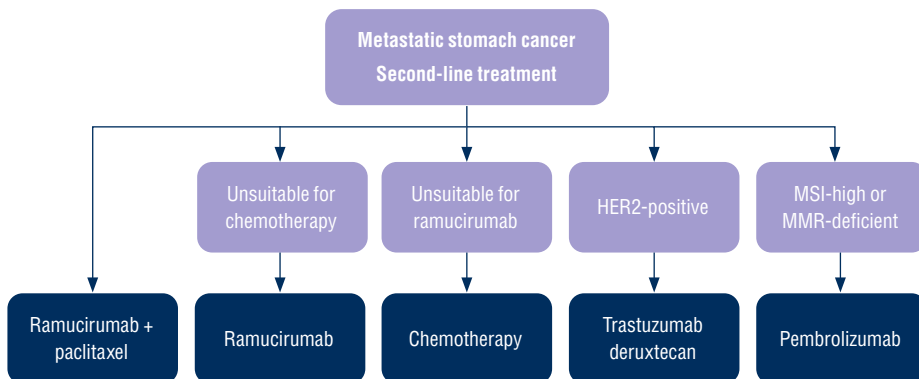 Metastatic stomach cancer
Second-line treatment
Unsuitable for
chemotherapy
Unsuitable for
ramucirumab
HER2-positive
MSI-high or
MMR-deficient
Ramucirumab +
paclitaxel
Ramucirumab
Chemotherapy
Trastuzumab
deruxtecan
Pembrolizumab